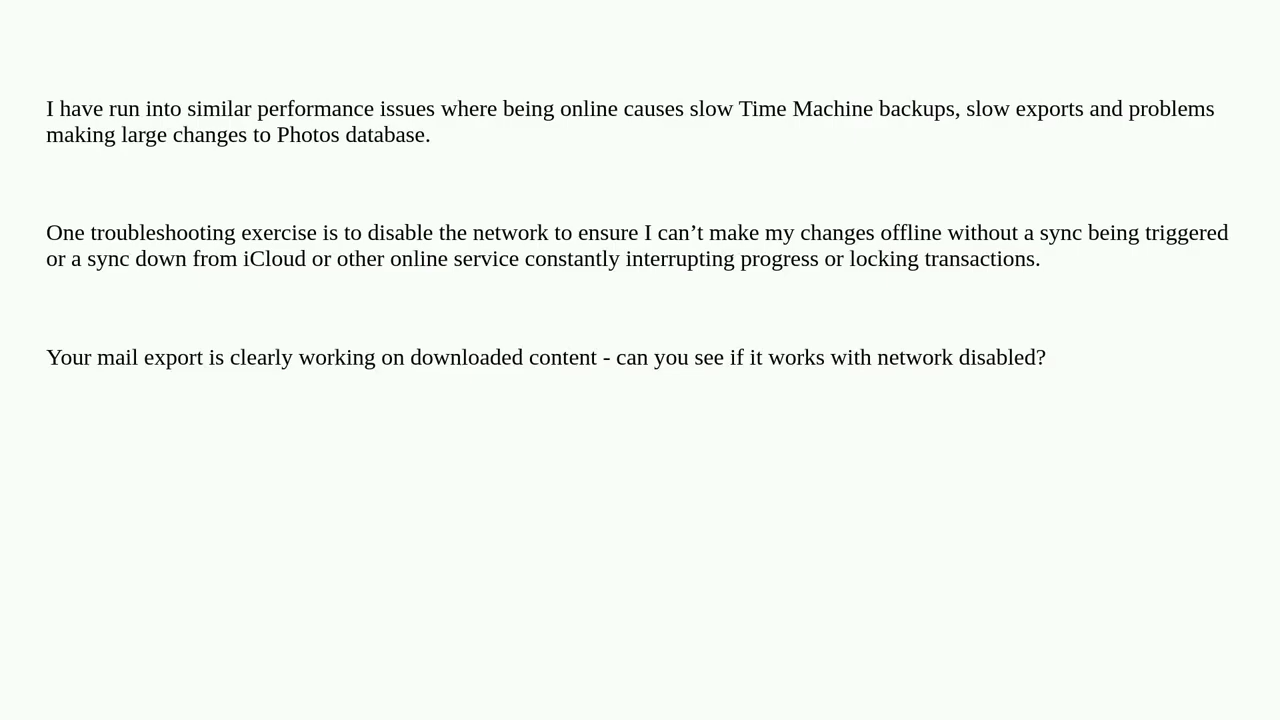 I have run into similar performance issues where being online causes slow Time Machine backups, slow exports and problems
making large changes to Photos database.
One troubleshooting exercise is to disable the network to ensure I can’t make my changes offline without a sync being triggered
or a sync down from iCloud or other online service constantly interrupting progress or locking transactions.
Your mail export is clearly working on downloaded content - can you see if it works with network disabled?